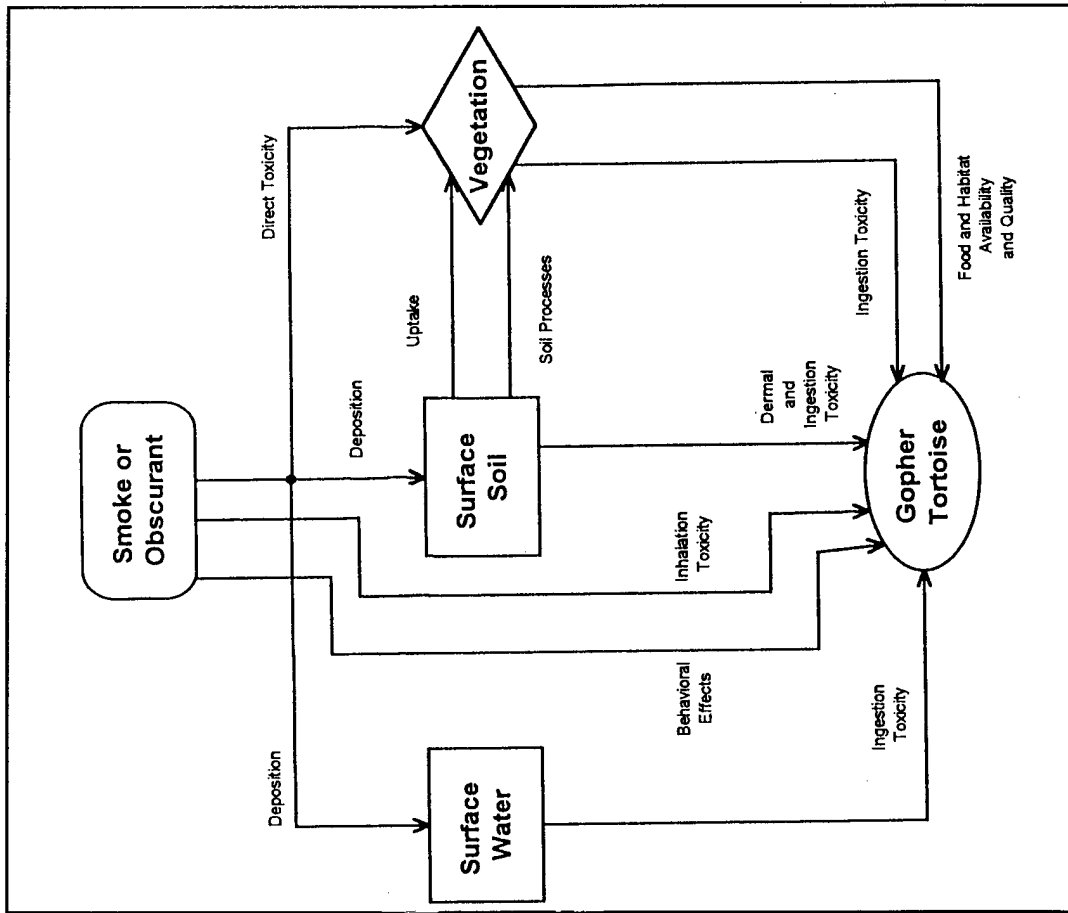 Smoke or
Obscurant
Direct Toxicity
Deposition
Deposition
Vegetation
Uptake
Soil Processes
Surface
Soil
Surface
Water
Inhalation
Toxicity
Behavioral
Effects
Dermal
and
Ingestion
Toxicity
Ingestion Toxicity
Food and Habitat
Availability
and Quality
Ingestion
Toxicity
Gopher
Tortoise